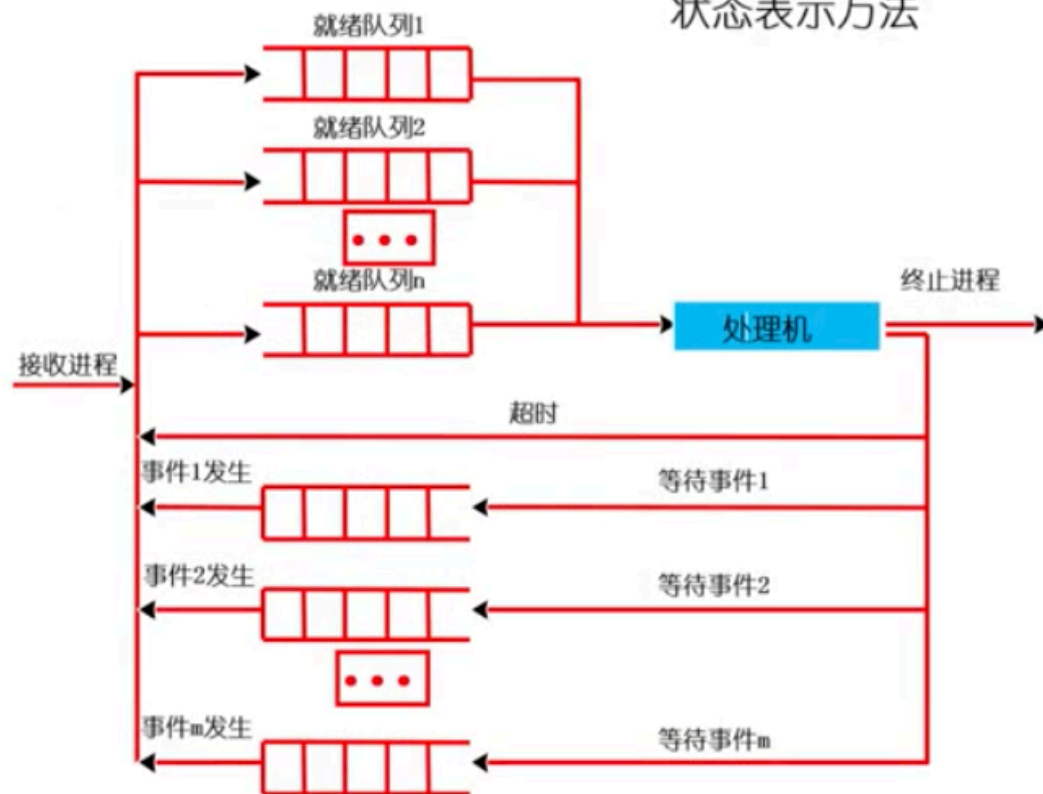 状态表示方法
就绪队列1
就绪队列2
就绪队列n
终止进程
处理机
接收进程
超时
事件1发生
等待事件1
事件2发生
等待事件2
事件m发生
等待事件m